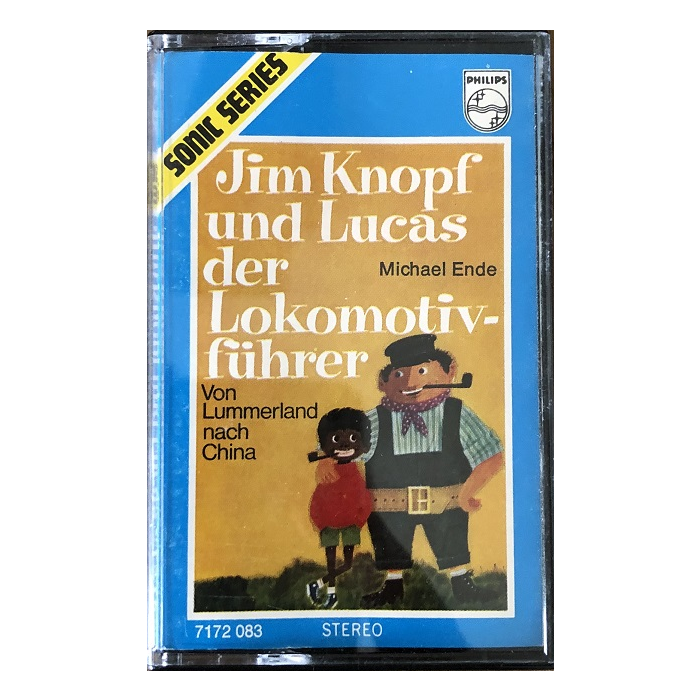 SONIC SERIES
PHILIPS
Jim Knopf
und Lucas
der
Michael Ende
Lokomotiv-
führer
Von
Lummerland
nach
China
7172 083 STEREO